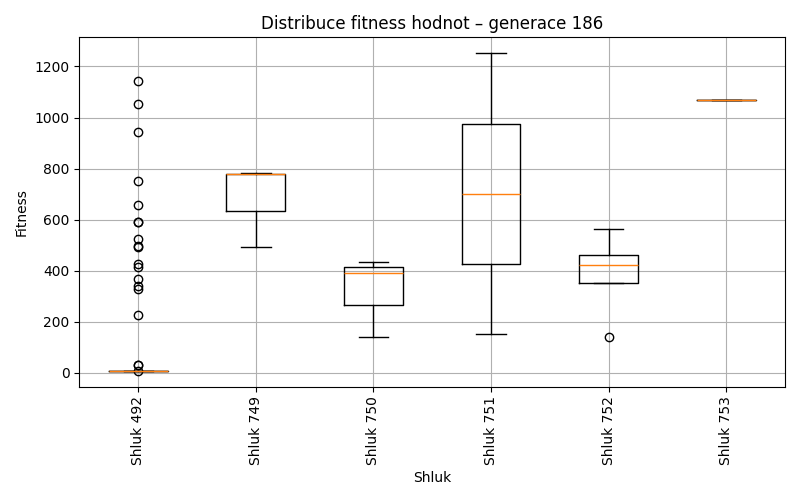 Distribuce fitness hodnot – generace 186
Fitness
1200
1000
800
600
400
200
0
Shluk 492
Shluk 749
Shluk 750
Shluk 751
Shluk 752
Shluk 753
Shluk